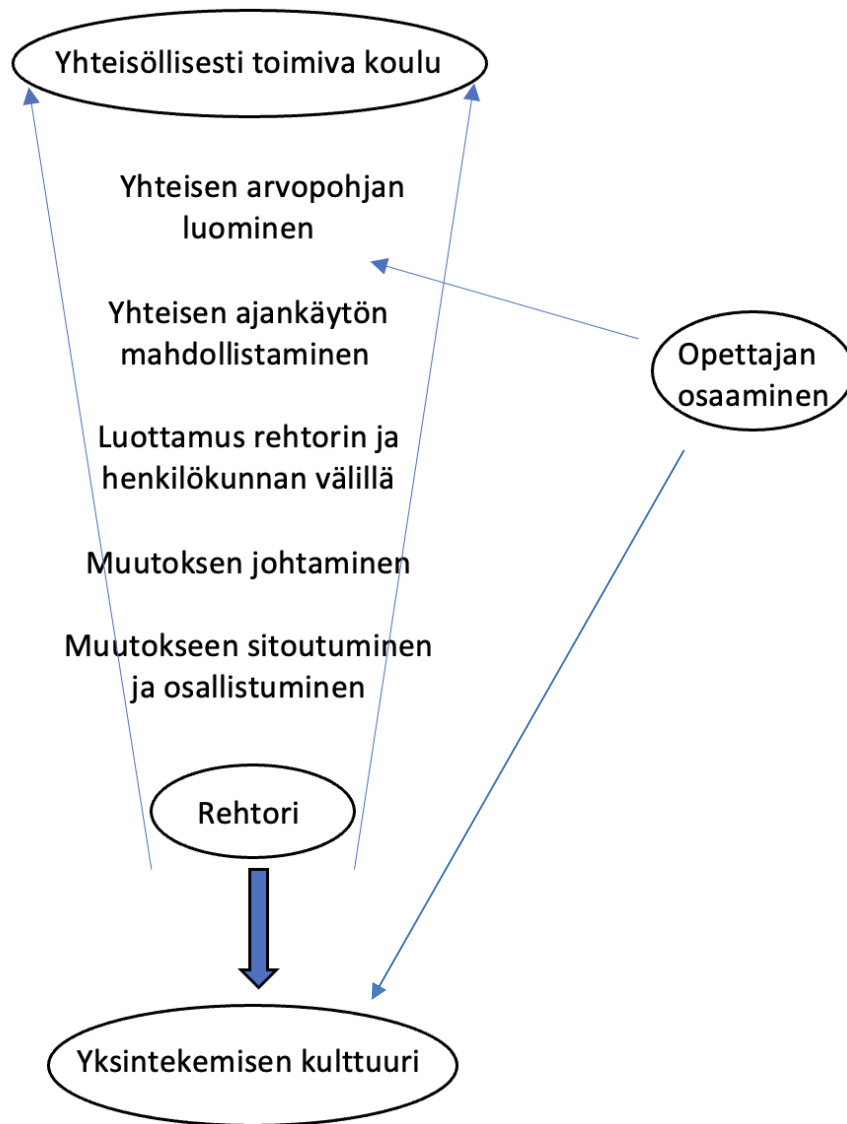 Yhteisöllisesti toimiva koulu
Yhteisen arvopohjan
luominen
Yhteisen ajankäytön
mahdollistaminen
Opettajan
osaaminen
Luottamus rehtorin ja
henkilökunnan välillä
Muutoksen johtaminen
Muutokseen sitoutuminen
ja osallistuminen
Rehtori
Yksintekemisen kulttuuri